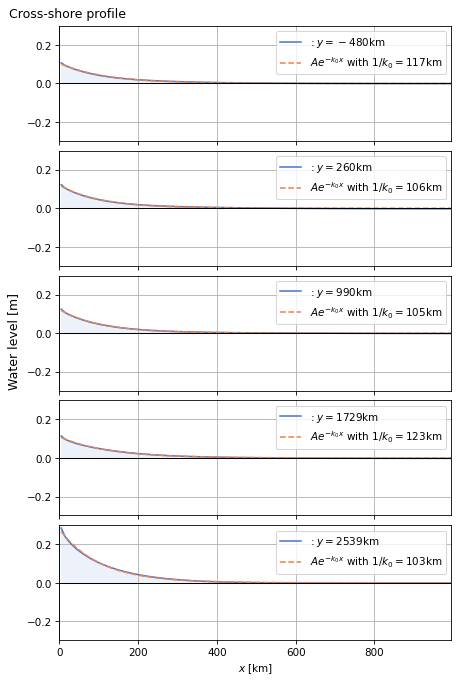 Cross-shore profile
Water level [m]
0.2
0.0
−0.2
: y = −480km
Ae^{−k₀x} with 1/k₀ = 117km
0.2
0.0
−0.2
: y = 260km
Ae^{−k₀x} with 1/k₀ = 106km
0.2
0.0
−0.2
: y = 990km
Ae^{−k₀x} with 1/k₀ = 105km
0.2
0.0
−0.2
: y = 1729km
Ae^{−k₀x} with 1/k₀ = 123km
0.2
0.0
−0.2
: y = 2539km
Ae^{−k₀x} with 1/k₀ = 103km
0 200 400 600 800
x [km]